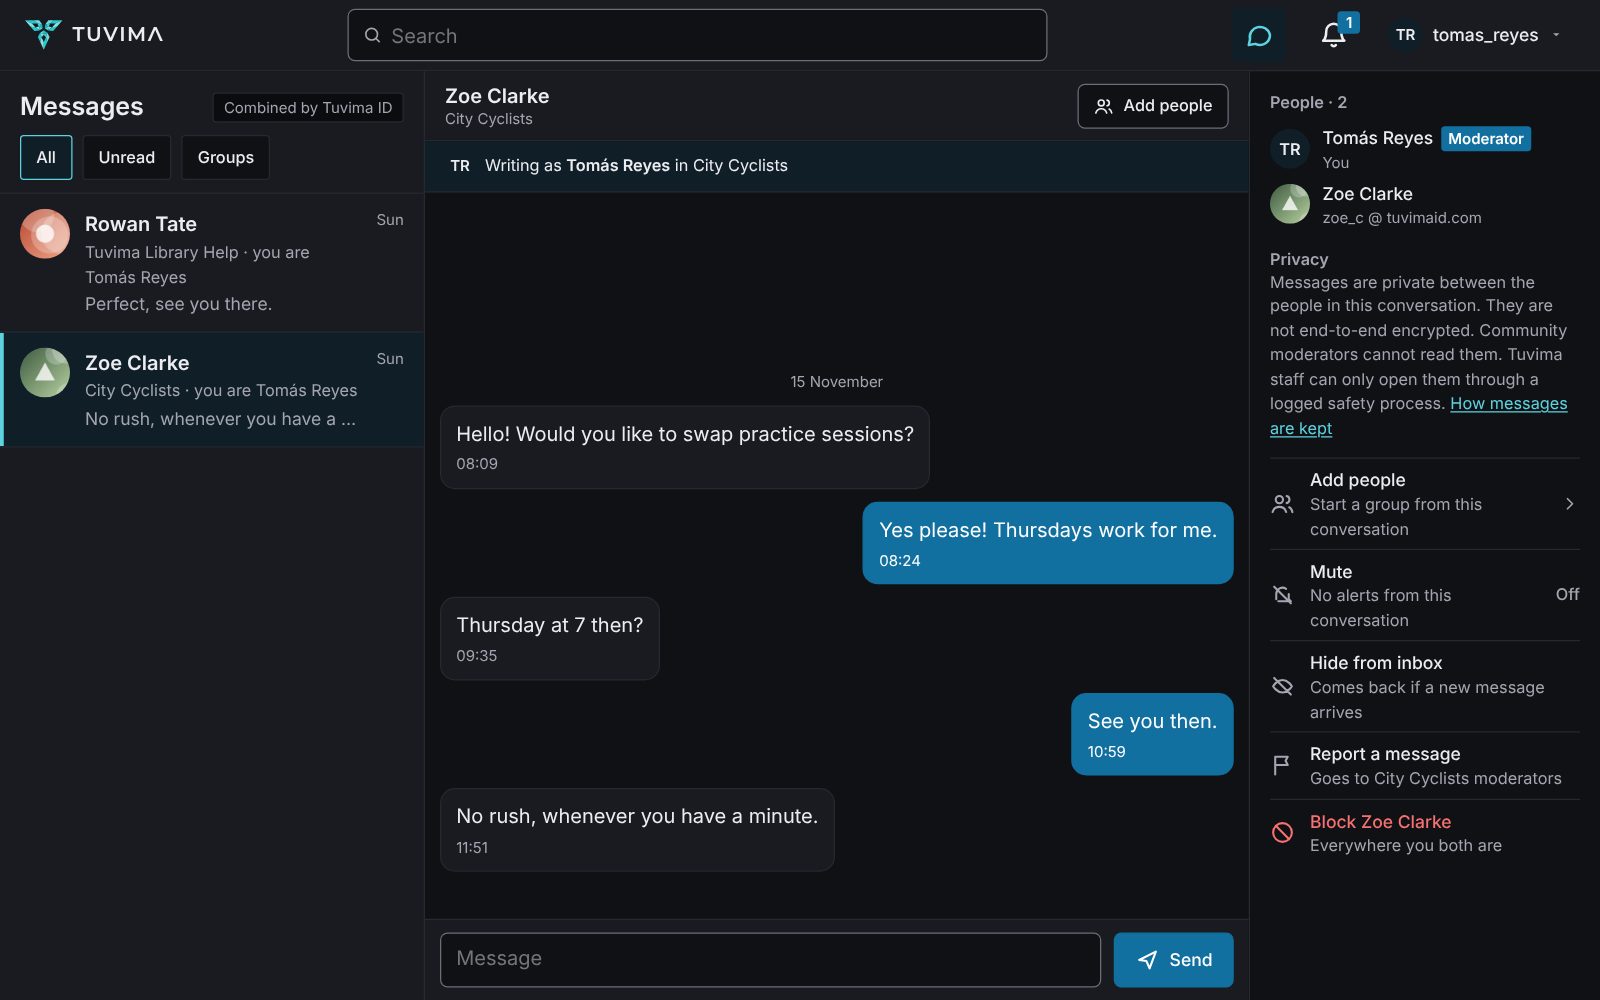 TUVIMA
Search
1
TR
tomas_reyes
Messages
Combined by Tuvima ID
All
Unread
Groups
Rowan Tate
Sun
Tuvima Library Help · you are
Tomás Reyes
Perfect, see you there.
Zoe Clarke
Sun
City Cyclists · you are Tomás Reyes
No rush, whenever you have a ...
Zoe Clarke
City Cyclists
Add people
TR Writing as Tomás Reyes in City Cyclists
15 November
Hello! Would you like to swap practice sessions?
08:09
Yes please! Thursdays work for me.
08:24
Thursday at 7 then?
09:35
See you then.
10:59
No rush, whenever you have a minute.
11:51
Message
Send
People · 2
TR
Tomás Reyes Moderator
You
Zoe Clarke
zoe_c @ tuvimaid.com
Privacy
Messages are private between the
people in this conversation. They are
not end-to-end encrypted. Community
moderators cannot read them. Tuvima
staff can only open them through a
logged safety process. How messages
are kept
Add people
Start a group from this
conversation
Mute
No alerts from this
conversation
Off
Hide from inbox
Comes back if a new message
arrives
Report a message
Goes to City Cyclists moderators
Block Zoe Clarke
Everywhere you both are